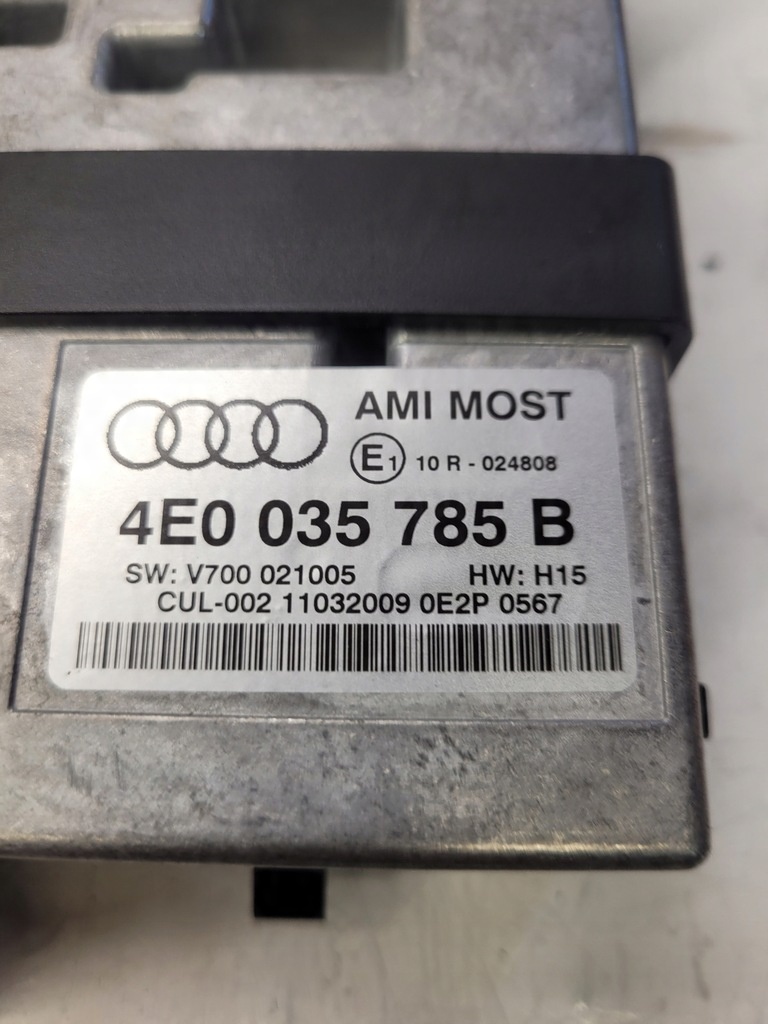 AMI MOST
E1 10 R - 024808
4E0 035 785 B
SW: V700 021005 HW: H15
CUL-002 11032009 0E2P 0567